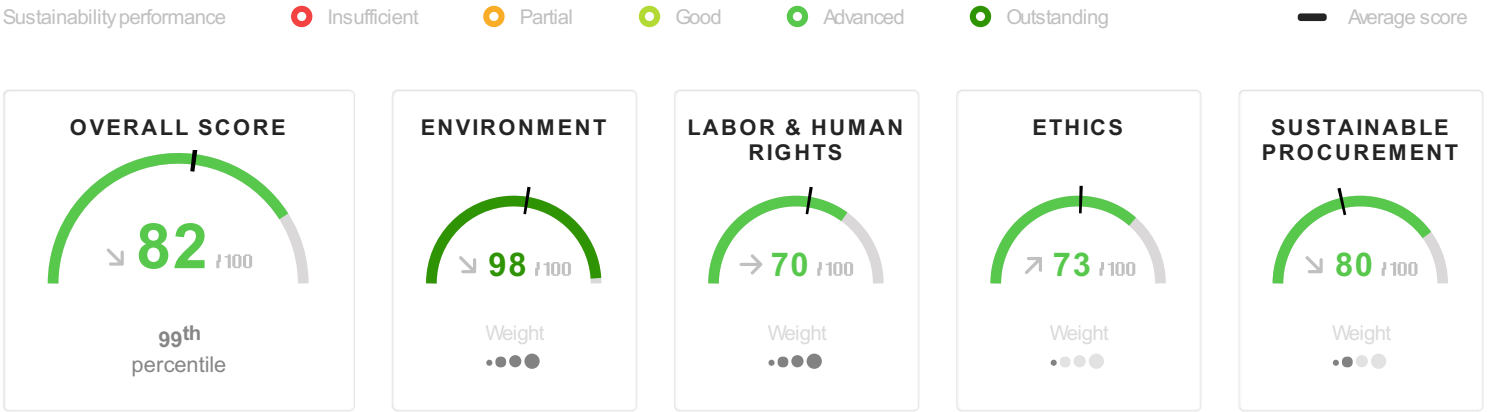 Sustainability performance Insufficient Partial Good Advanced Outstanding Average score
OVERALL SCORE
82 /100
99th
percentile
ENVIRONMENT
98 /100
Weight
LABOR & HUMAN
RIGHTS
70 /100
Weight
ETHICS
73 /100
Weight
SUSTAINABLE
PROCUREMENT
80 /100
Weight